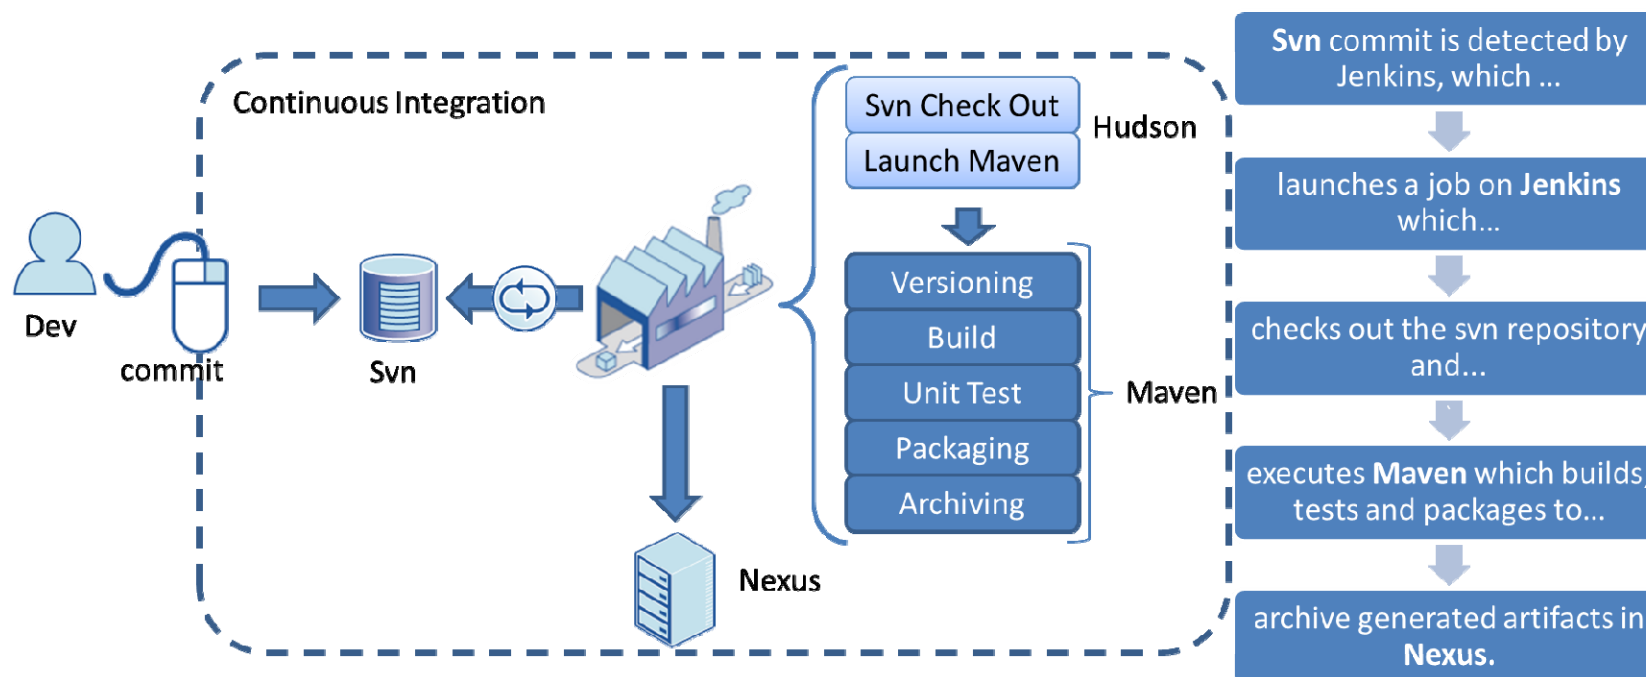 Continuous Integration
Dev
commit
Svn
Nexus
Svn Check Out
Launch Maven
Hudson
Versioning
Build
Unit Test
Packaging
Archiving
Maven
Svn commit is detected by
Jenkins, which ...
launches a job on Jenkins
which...
checks out the svn repository
and...
executes Maven which builds,
tests and packages to...
archive generated artifacts in
Nexus.